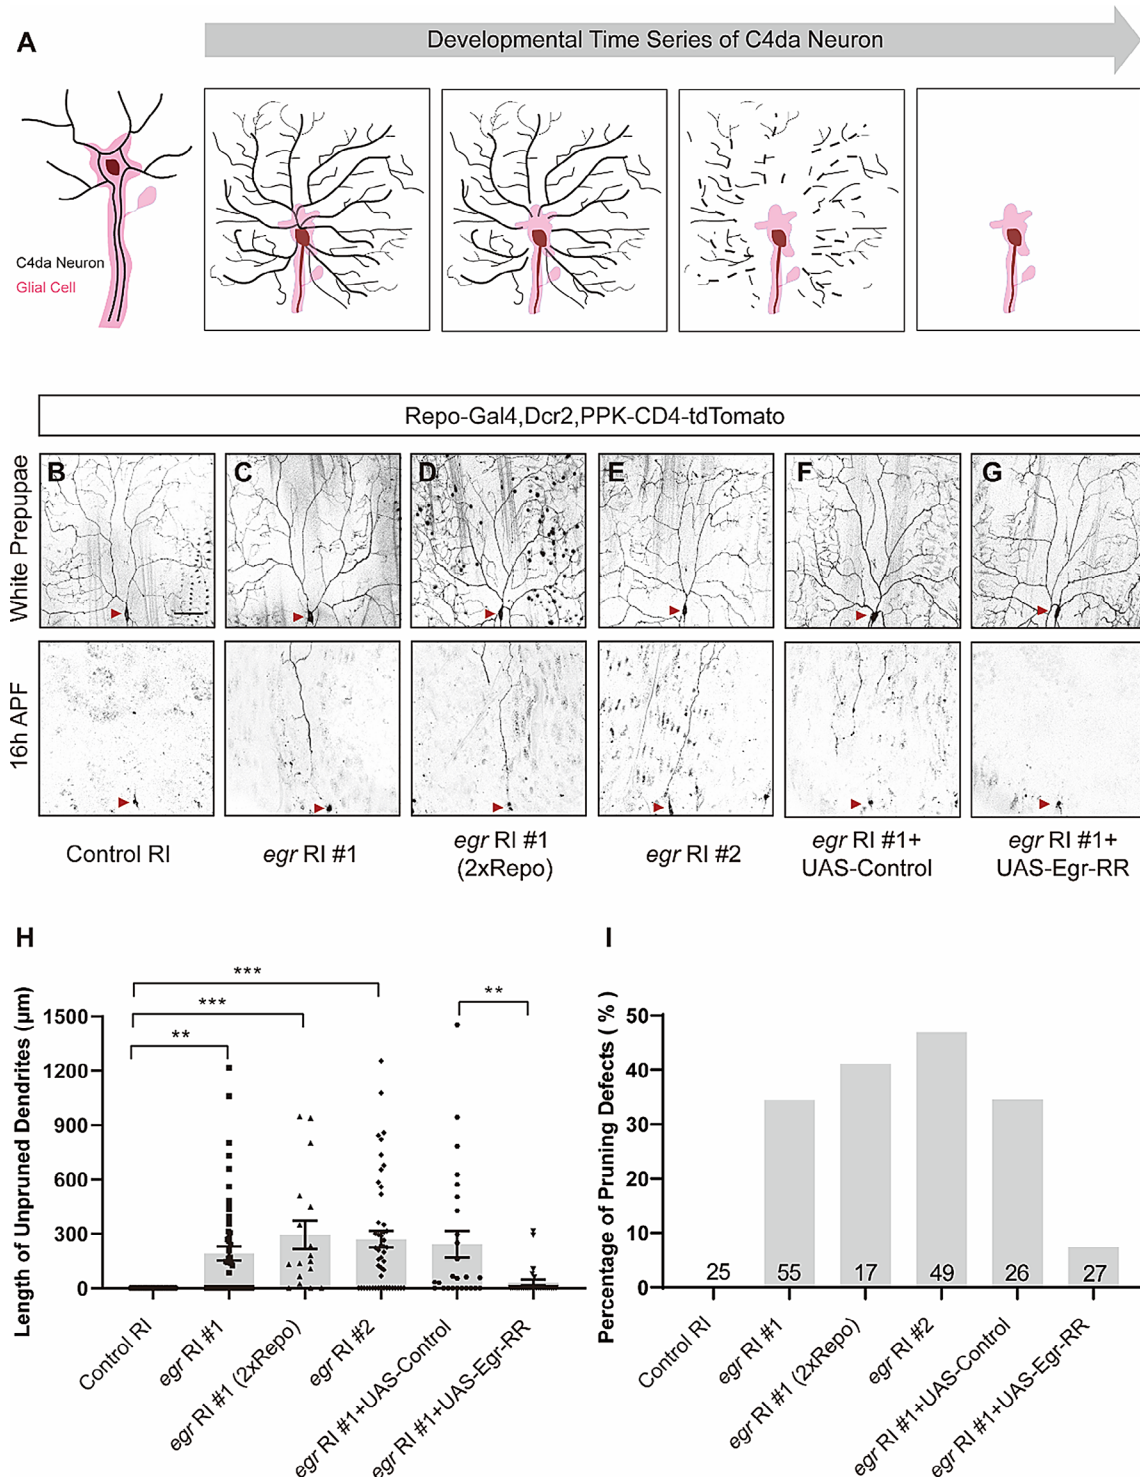 A
Developmental Time Series of C4da Neuron
C4da Neuron
Glial Cell
Repo-Gal4,Dcr2,PPK-CD4-tdTomato
White Prepupae
B
C
D
E
F
G
16h APF
Control RI
egr RI #1
egr RI #1
(2xRepo)
egr RI #2
egr RI #1+
UAS-Control
egr RI #1+
UAS-Egr-RR
H
***
***
**
**
Length of Unpruned Dendrites (μm)
1500
1200
900
600
300
0
Control RI
egr RI #1
egr RI #1 (2xRepo)
egr RI #2
egr RI #1+UAS-Control
egr RI #1+UAS-Egr-RR
I
Percentage of Pruning Defects ( % )
50
40
30
20
10
0
25
55
17
49
26
27
Control RI
egr RI #1
egr RI #1 (2xRepo)
egr RI #2
egr RI #1+UAS-Control
egr RI #1+UAS-Egr-RR